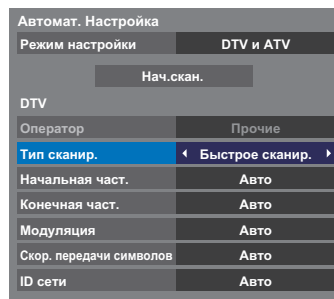 Автомат. Настройка
Режим настройки DTV и ATV
Нач.скан.
DTV
Оператор Прочие
Тип сканир. Быстрое сканир.
Начальная част. Авто
Конечная част. Авто
Модуляция Авто
Скор. передачи символов Авто
ID сети Авто